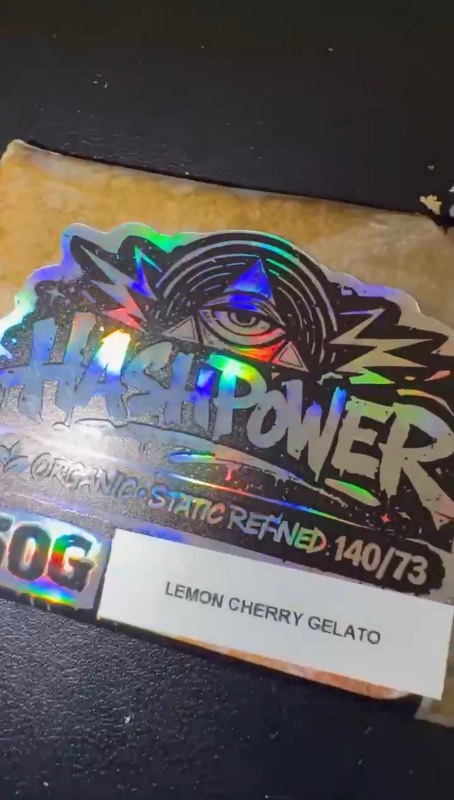 HASHPOWER
ORGANIC • STATIC REFINED 140/73
50G
LEMON CHERRY GELATO